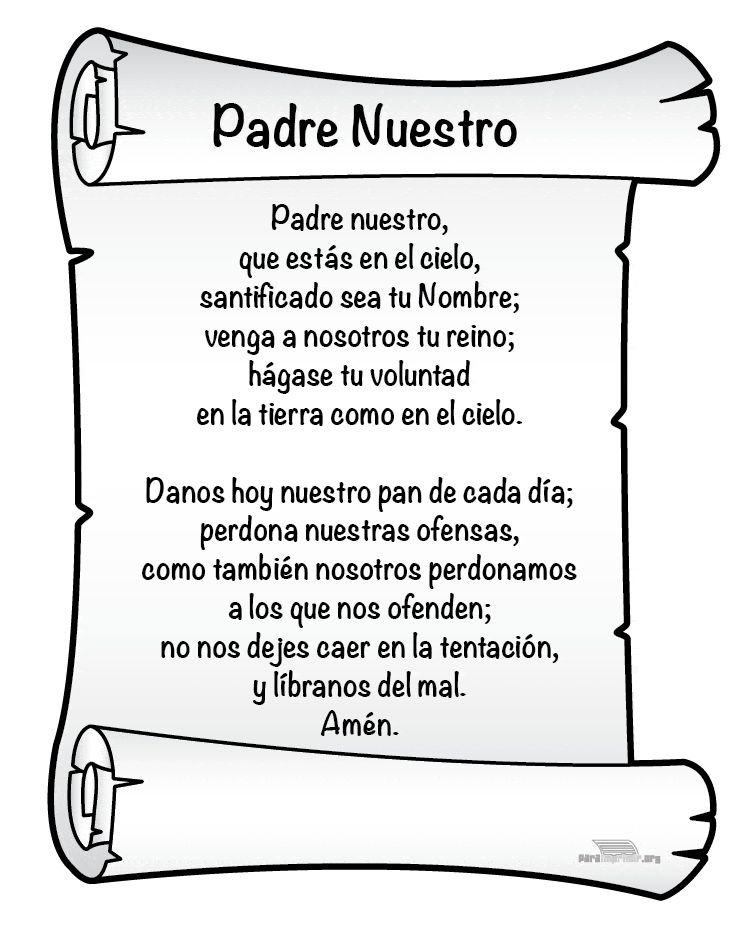 Padre Nuestro
Padre nuestro,
que estás en el cielo,
santificado sea tu Nombre;
venga a nosotros tu reino;
hágase tu voluntad
en la tierra como en el cielo.
Danos hoy nuestro pan de cada día;
perdona nuestras ofensas,
como también nosotros perdonamos
a los que nos ofenden;
no nos dejes caer en la tentación,
y líbranos del mal.
Amén.
paraimprimir.org